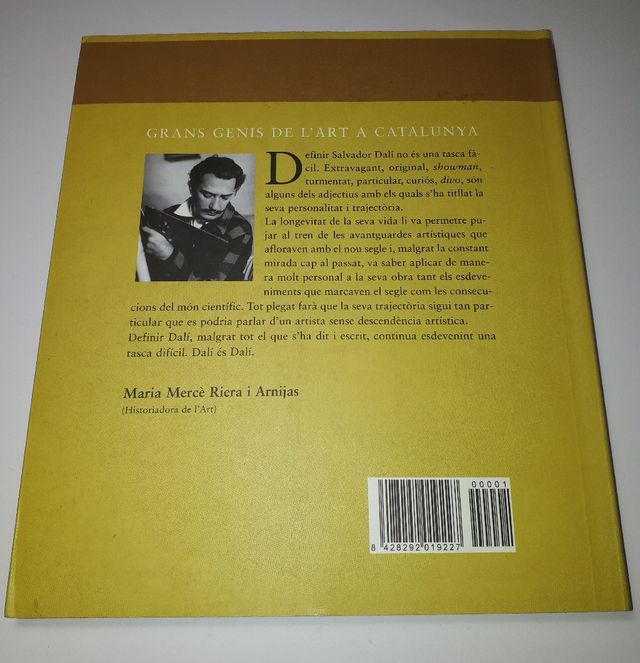 GRANS GENIS DE L'ART A CATALUNYA
Definir Salvador Dalí no és una tasca fà-
cil. Extravagant, original, showman,
turmentat, particular, curiós, divo, són
alguns dels adjectius amb els quals s'ha titllat la
seva personalitat i trajectòria.
La longevitat de la seva vida li va permetre pu-
jar al tren de les avantguardes artístiques que
afloraven amb el nou segle i, malgrat la constant
mirada cap al passat, va saber aplicar de mane-
ra molt personal a la seva obra tant els esdeve-
niments que marcaven el segle com les consecu-
cions del món científic. Tot plegat farà que la seva trajectòria sigui tan par-
ticular que es podria parlar d'un artista sense descendència artística.
Definir Dalí, malgrat tot el que s'ha dit i escrit, continua esdevenint una
tasca difícil. Dalí és Dalí.
Maria Mercè Riera i Arnijas
(Historiadora de l'Art)
00001
8 428292 019227